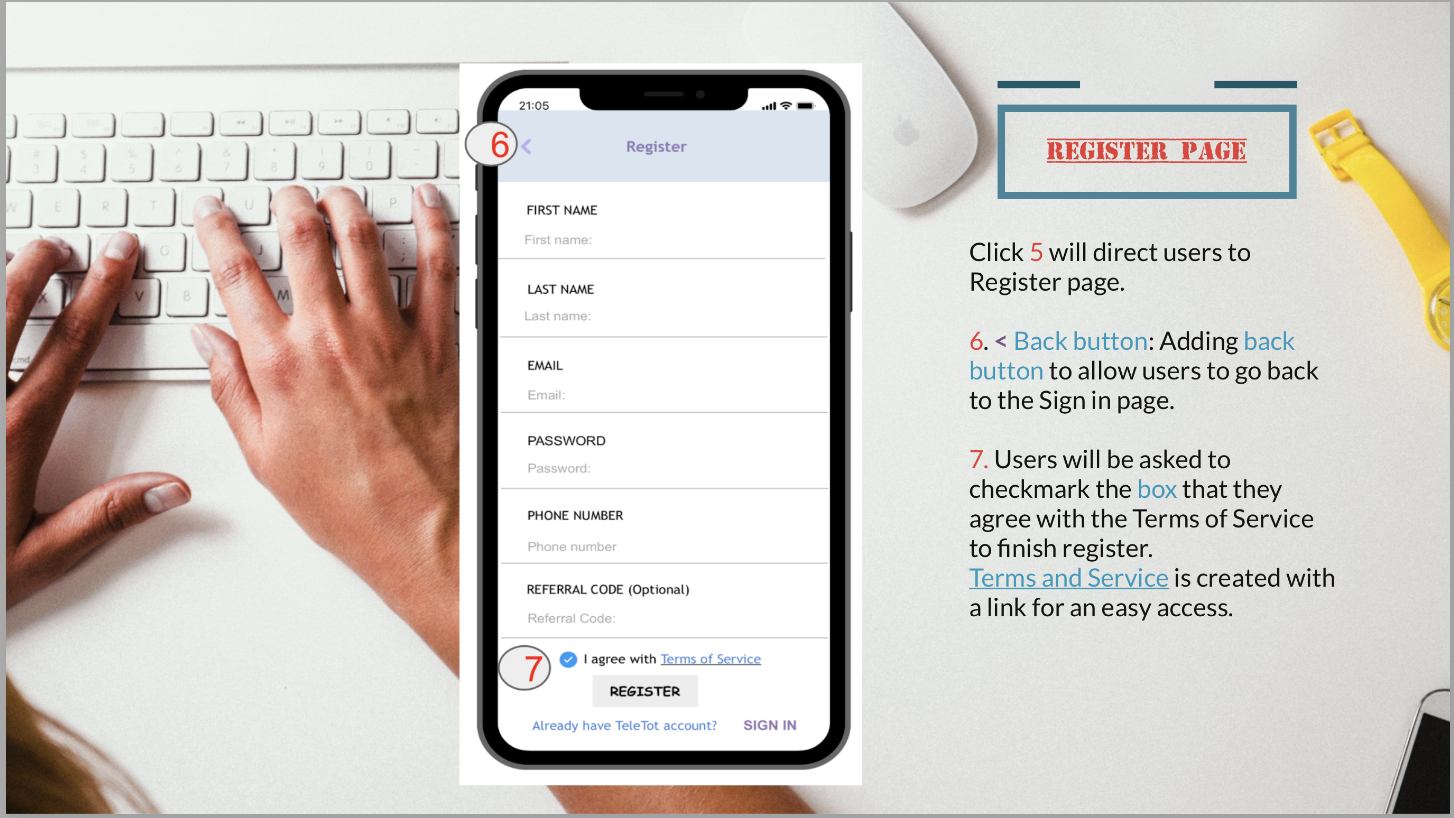 21:05
6
<
Register
FIRST NAME
First name:
LAST NAME
Last name:
EMAIL
Email:
PASSWORD
Password:
PHONE NUMBER
Phone number
REFERRAL CODE (Optional)
Referral Code:
7
I agree with Terms of Service
REGISTER
Already have TeleTot account? SIGN IN
REGISTER PAGE
Click 5 will direct users to
Register page.
6. < Back button: Adding back
button to allow users to go back
to the Sign in page.
7. Users will be asked to
checkmark the box that they
agree with the Terms of Service
to finish register.
Terms and Service is created with
a link for an easy access.
W E R T U P
G
X V B M